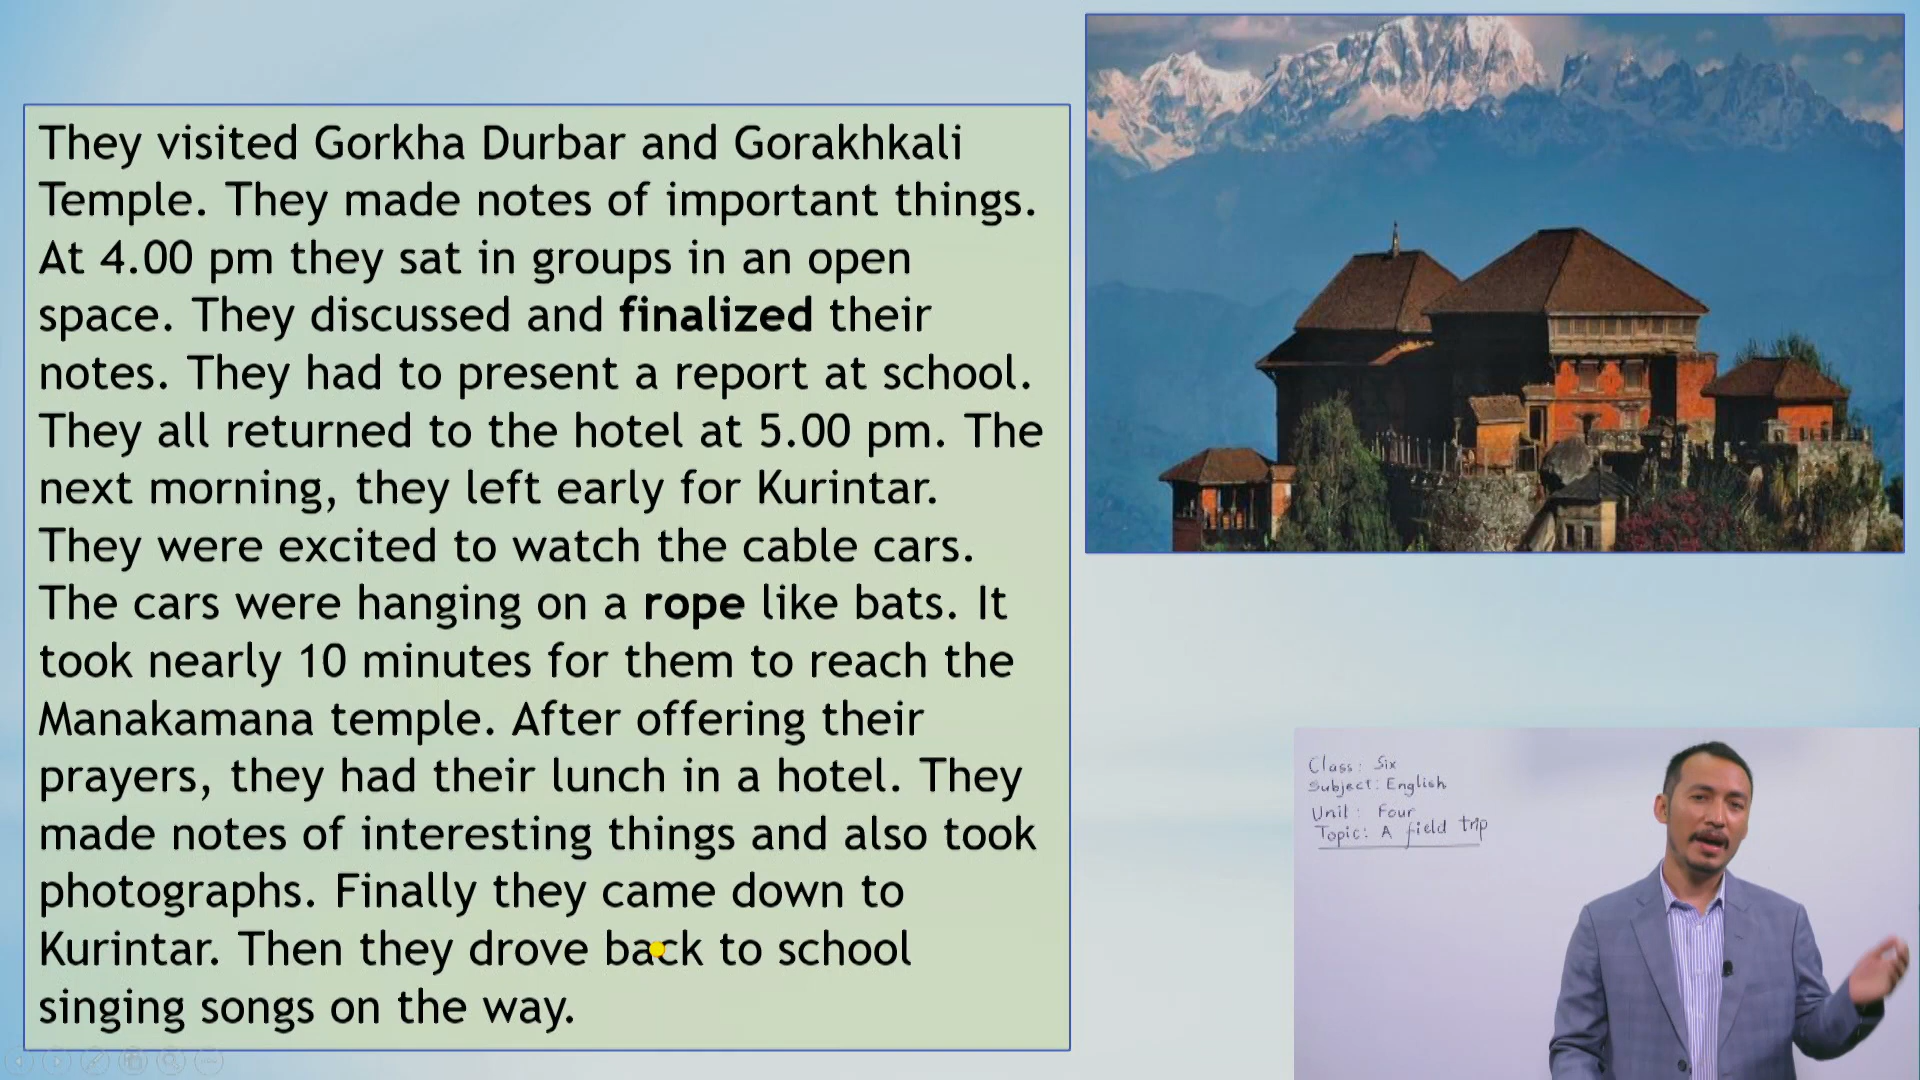 They visited Gorkha Durbar and Gorakhkali
Temple. They made notes of important things.
At 4.00 pm they sat in groups in an open
space. They discussed and finalized their
notes. They had to present a report at school.
They all returned to the hotel at 5.00 pm. The
next morning, they left early for Kurintar.
They were excited to watch the cable cars.
The cars were hanging on a rope like bats. It
took nearly 10 minutes for them to reach the
Manakamana temple. After offering their
prayers, they had their lunch in a hotel. They
made notes of interesting things and also took
photographs. Finally they came down to
Kurintar. Then they drove back to school
singing songs on the way.
Class: Six
Subject: English
Unit: Four
Topic: A field trip